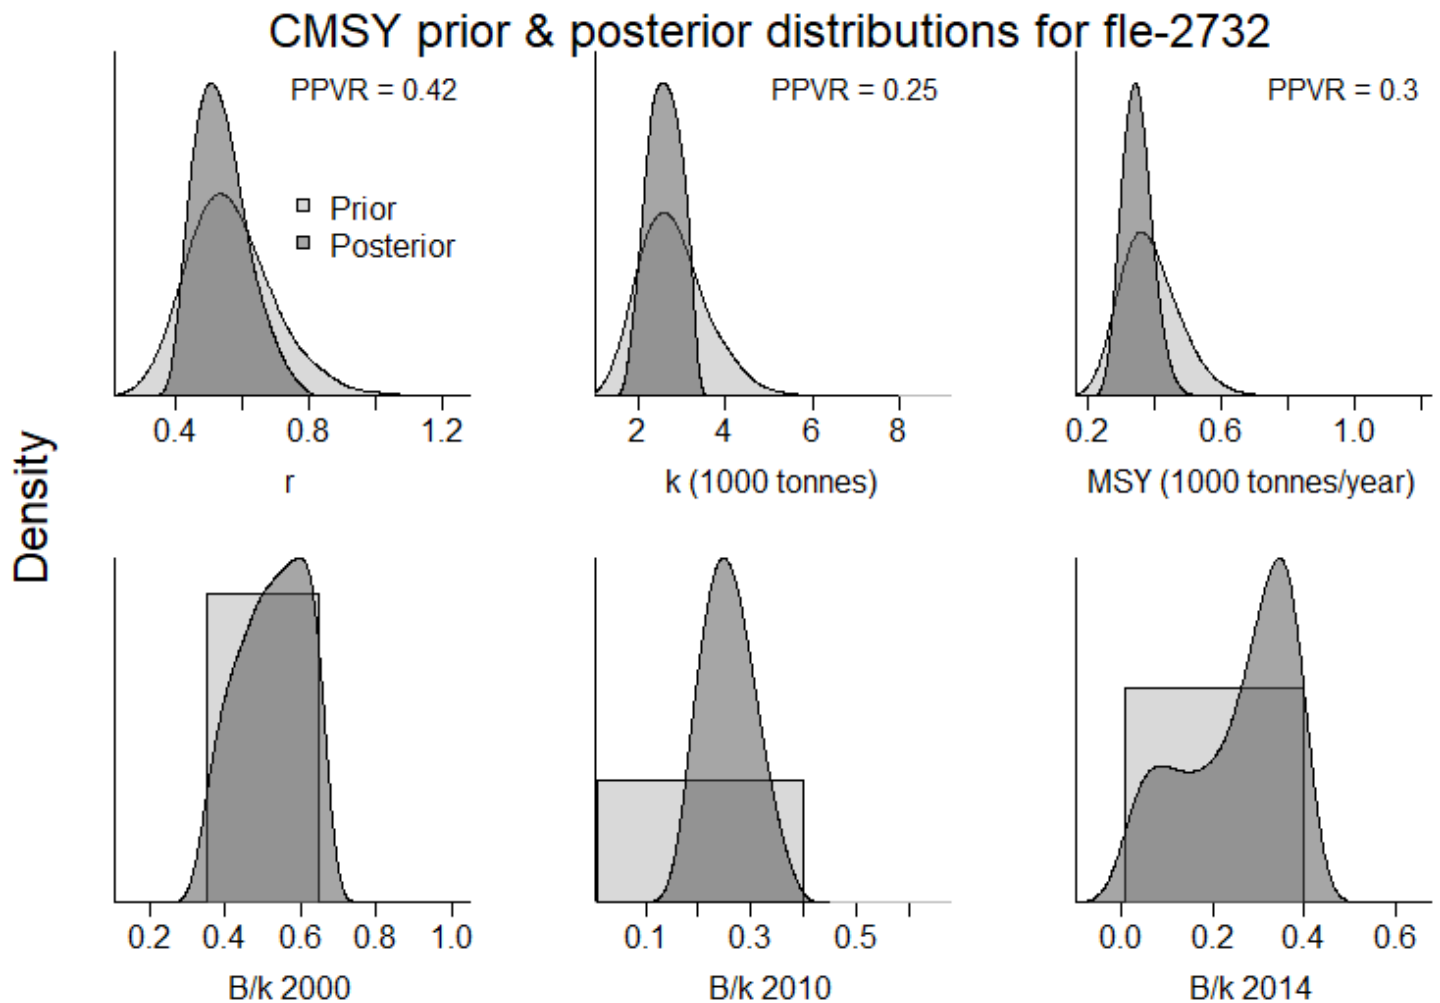 CMSY prior & posterior distributions for fle-2732
PPVR = 0.42
PPVR = 0.25
PPVR = 0.3
Prior
Posterior
0.4 0.8 1.2
2 4 6 8
0.2 0.6 1.0
r
k (1000 tonnes)
MSY (1000 tonnes/year)
Density
0.2 0.4 0.6 0.8 1.0
0.1 0.3 0.5
0.0 0.2 0.4 0.6
B/k 2000
B/k 2010
B/k 2014